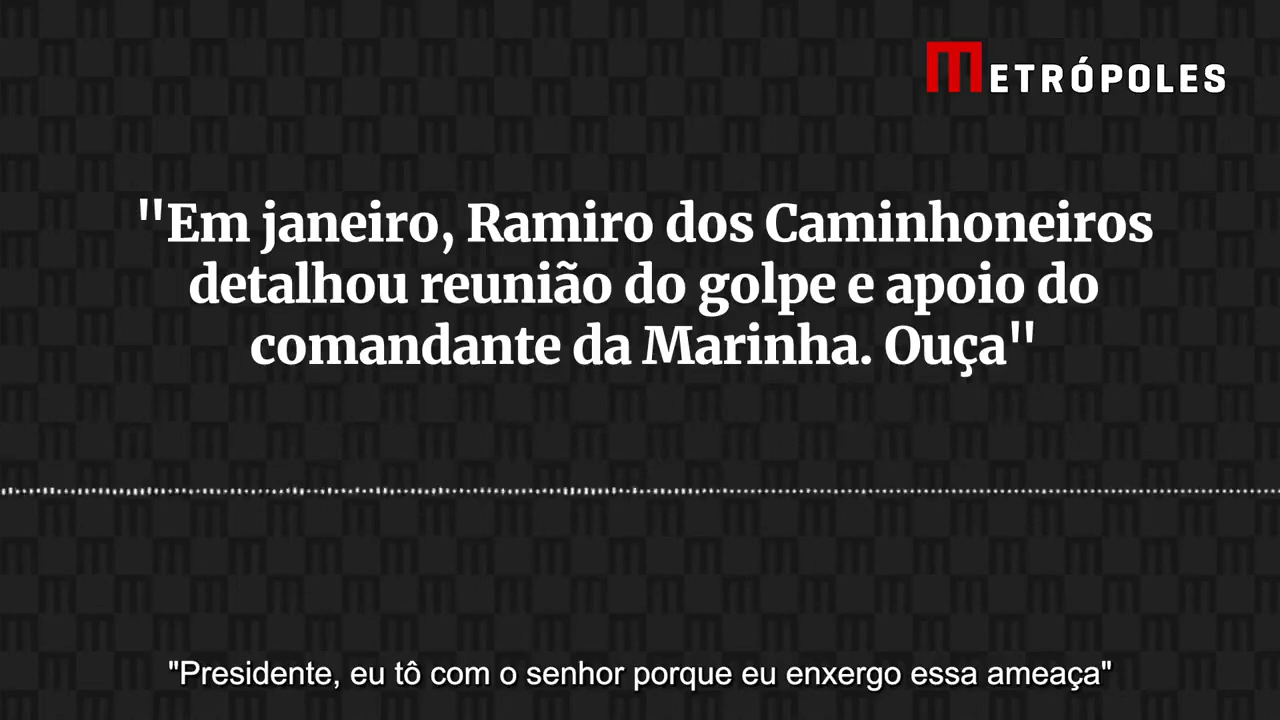 METRÓPOLES
"Em janeiro, Ramiro dos Caminhoneiros
detalhou reunião do golpe e apoio do
comandante da Marinha. Ouça"
"Presidente, eu tô com o senhor porque eu enxergo essa ameaça"